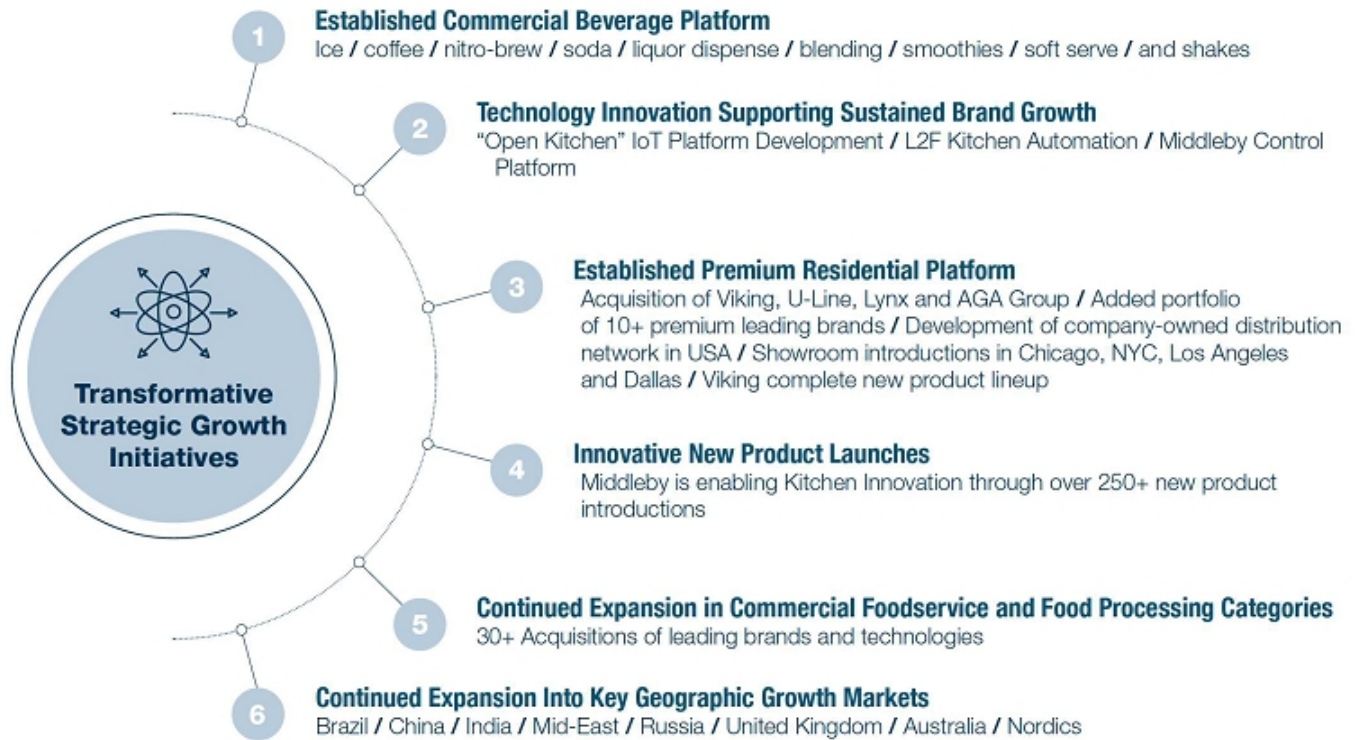 1
Established Commercial Beverage Platform
Ice / coffee / nitro-brew / soda / liquor dispense / blending / smoothies / soft serve / and shakes
2
Technology Innovation Supporting Sustained Brand Growth
“Open Kitchen” IoT Platform Development / L2F Kitchen Automation / Middleby Control
Platform
3
Established Premium Residential Platform
Acquisition of Viking, U-Line, Lynx and AGA Group / Added portfolio
of 10+ premium leading brands / Development of company-owned distribution
network in USA / Showroom introductions in Chicago, NYC, Los Angeles
and Dallas / Viking complete new product lineup
Transformative
Strategic Growth
Initiatives
4
Innovative New Product Launches
Middleby is enabling Kitchen Innovation through over 250+ new product
introductions
5
Continued Expansion in Commercial Foodservice and Food Processing Categories
30+ Acquisitions of leading brands and technologies
6
Continued Expansion Into Key Geographic Growth Markets
Brazil / China / India / Mid-East / Russia / United Kingdom / Australia / Nordics